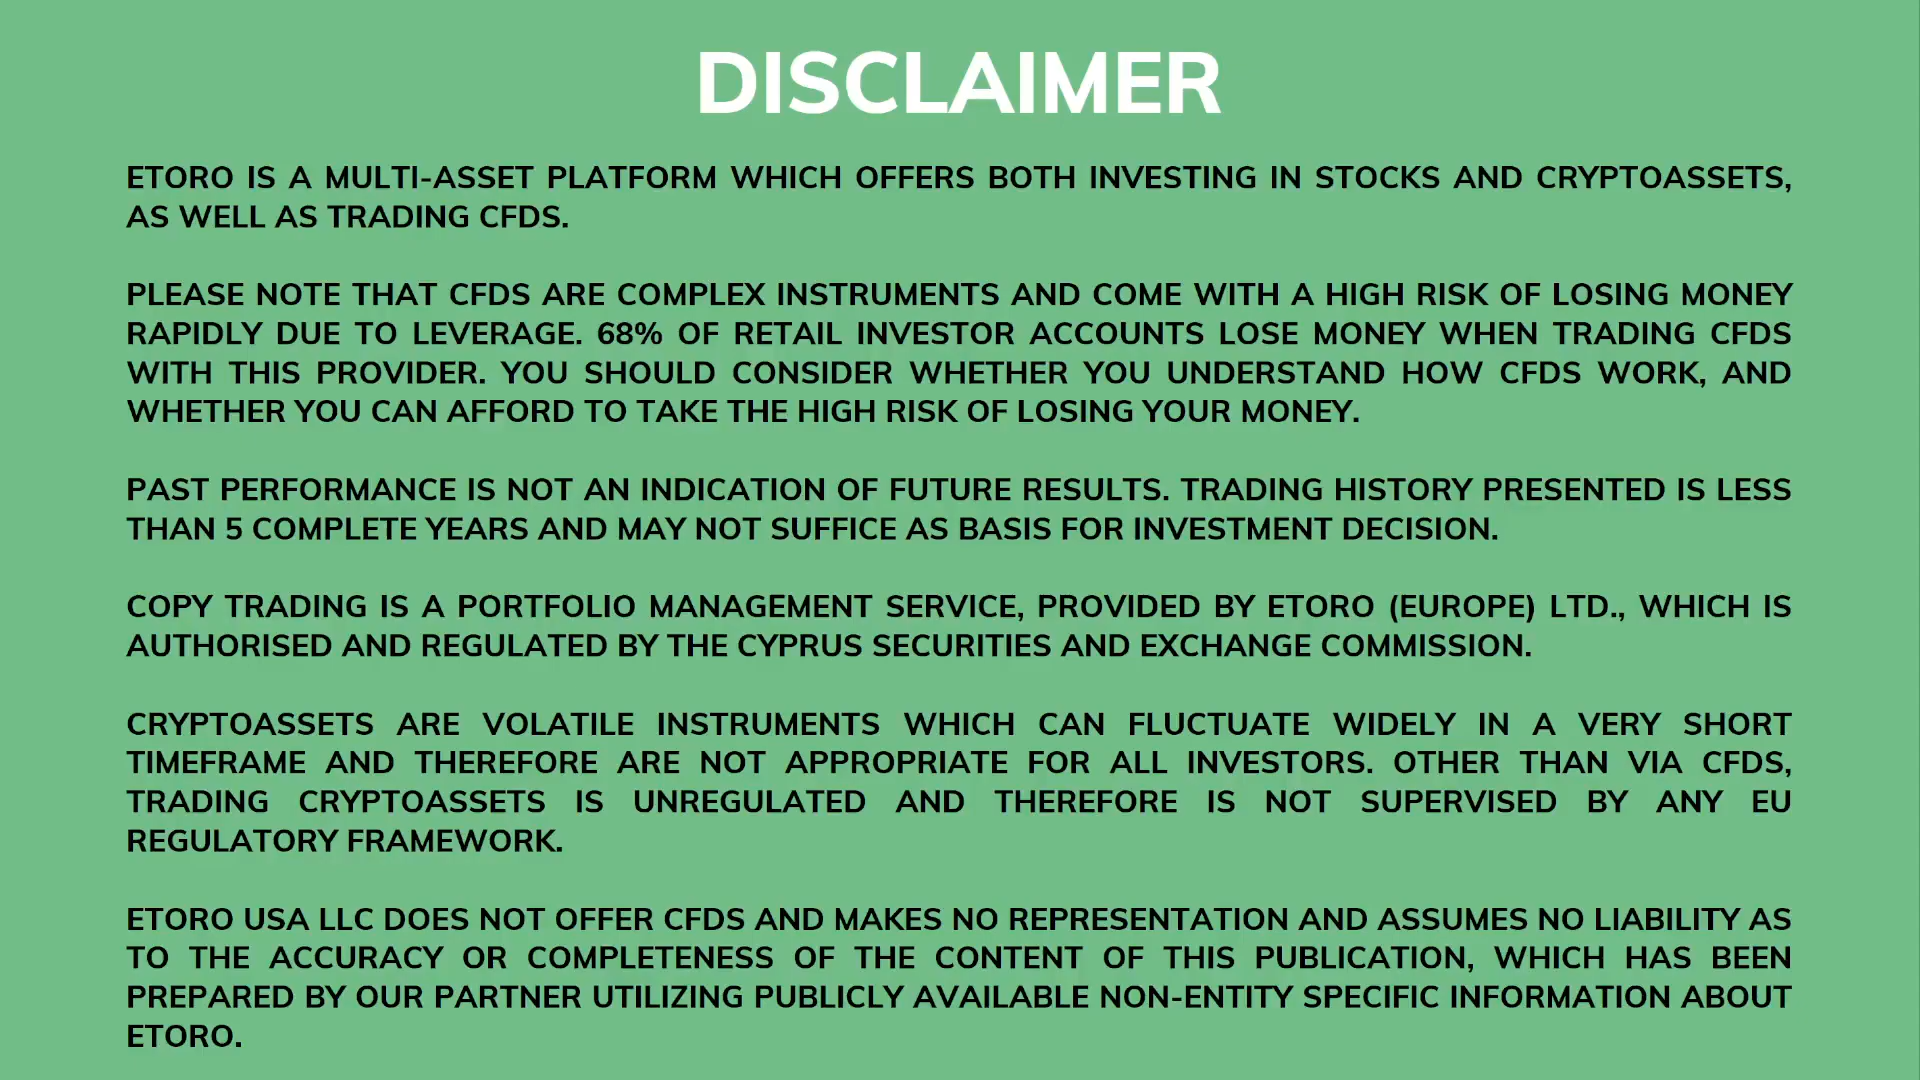 DISCLAIMER
ETORO IS A MULTI-ASSET PLATFORM WHICH OFFERS BOTH INVESTING IN STOCKS AND CRYPTOASSETS,
AS WELL AS TRADING CFDS.
PLEASE NOTE THAT CFDS ARE COMPLEX INSTRUMENTS AND COME WITH A HIGH RISK OF LOSING MONEY
RAPIDLY DUE TO LEVERAGE. 68% OF RETAIL INVESTOR ACCOUNTS LOSE MONEY WHEN TRADING CFDS
WITH THIS PROVIDER. YOU SHOULD CONSIDER WHETHER YOU UNDERSTAND HOW CFDS WORK, AND
WHETHER YOU CAN AFFORD TO TAKE THE HIGH RISK OF LOSING YOUR MONEY.
PAST PERFORMANCE IS NOT AN INDICATION OF FUTURE RESULTS. TRADING HISTORY PRESENTED IS LESS
THAN 5 COMPLETE YEARS AND MAY NOT SUFFICE AS BASIS FOR INVESTMENT DECISION.
COPY TRADING IS A PORTFOLIO MANAGEMENT SERVICE, PROVIDED BY ETORO (EUROPE) LTD., WHICH IS
AUTHORISED AND REGULATED BY THE CYPRUS SECURITIES AND EXCHANGE COMMISSION.
CRYPTOASSETS ARE VOLATILE INSTRUMENTS WHICH CAN FLUCTUATE WIDELY IN A VERY SHORT
TIMEFRAME AND THEREFORE ARE NOT APPROPRIATE FOR ALL INVESTORS. OTHER THAN VIA CFDS,
TRADING CRYPTOASSETS IS UNREGULATED AND THEREFORE IS NOT SUPERVISED BY ANY EU
REGULATORY FRAMEWORK.
ETORO USA LLC DOES NOT OFFER CFDS AND MAKES NO REPRESENTATION AND ASSUMES NO LIABILITY AS
TO THE ACCURACY OR COMPLETENESS OF THE CONTENT OF THIS PUBLICATION, WHICH HAS BEEN
PREPARED BY OUR PARTNER UTILIZING PUBLICLY AVAILABLE NON-ENTITY SPECIFIC INFORMATION ABOUT
ETORO.